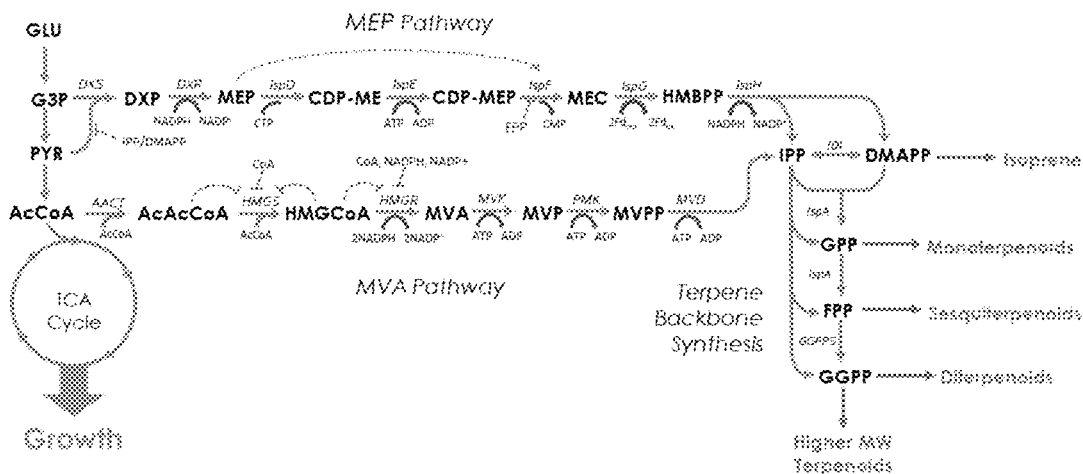 MEP Pathway
GLU
DXS DXR IspD IspE IspF IspG IspH
G3P DXP MEP CDP-ME CDP-MEP MEC HMBPP
NADPH NADP+ CTP ATP ADP FPP CMP NADPH NADP+
IPP/DMAPP
PYR IPP IDI DMAPP Isoprene
CoA CoA, NADPH, NADP+
AACT HMGS HMGR MVK PMK MVD
AcCoA AcAcCoA HMGCoA MVA MVP MVPP
AcCoA AcCoA 2NADPH 2NADP+ ATP ADP ATP ADP ATP ADP
IspA
GPP Monoterpenoids
IspA
MVA Pathway
TCA
Cycle
Terpene
Backbone
Synthesis
FPP Sesquiterpenoids
GGPPS
GGPP Diterpenoids
Growth
Higher MW
Terpenoids